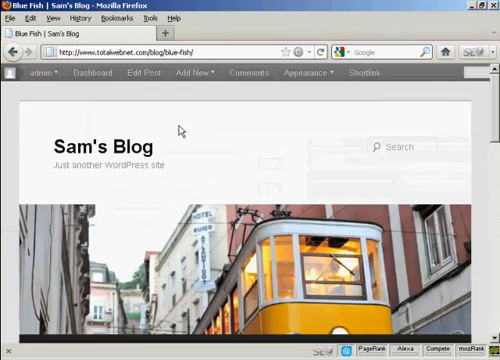 Blue Fish | Sam's Blog - Mozilla Firefox
File Edit View History Bookmarks Tools Help
Blue Fish | Sam's Blog
http://www.totalwebnet.com/blog/blue-fish/
Google
admin Dashboard Edit Post Add New Comments Appearance Shortlink
Sam's Blog
Search
Just another WordPress site
HOTEL
SUIÇO
ATLÂNTICO
PageRank Alexa Compete mozRank